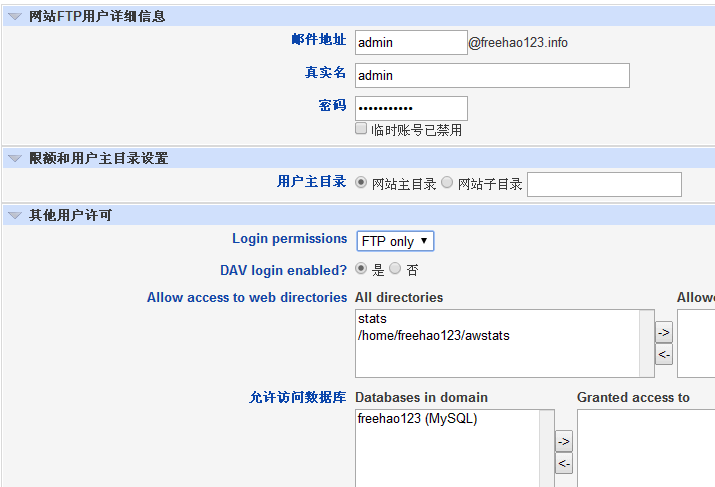 网站FTP用户详细信息
邮件地址 admin @freehao123.info
真实名 admin
密码 •••••••••••
临时账号已禁用
限额和用户主目录设置
用户主目录 网站主目录 网站子目录
其他用户许可
Login permissions FTP only
DAV login enabled? 是 否
Allow access to web directories All directories Allowe
stats
/home/freehao123/awstats
->
<-
允许访问数据库 Databases in domain Granted access to
freehao123 (MySQL)
->
<-